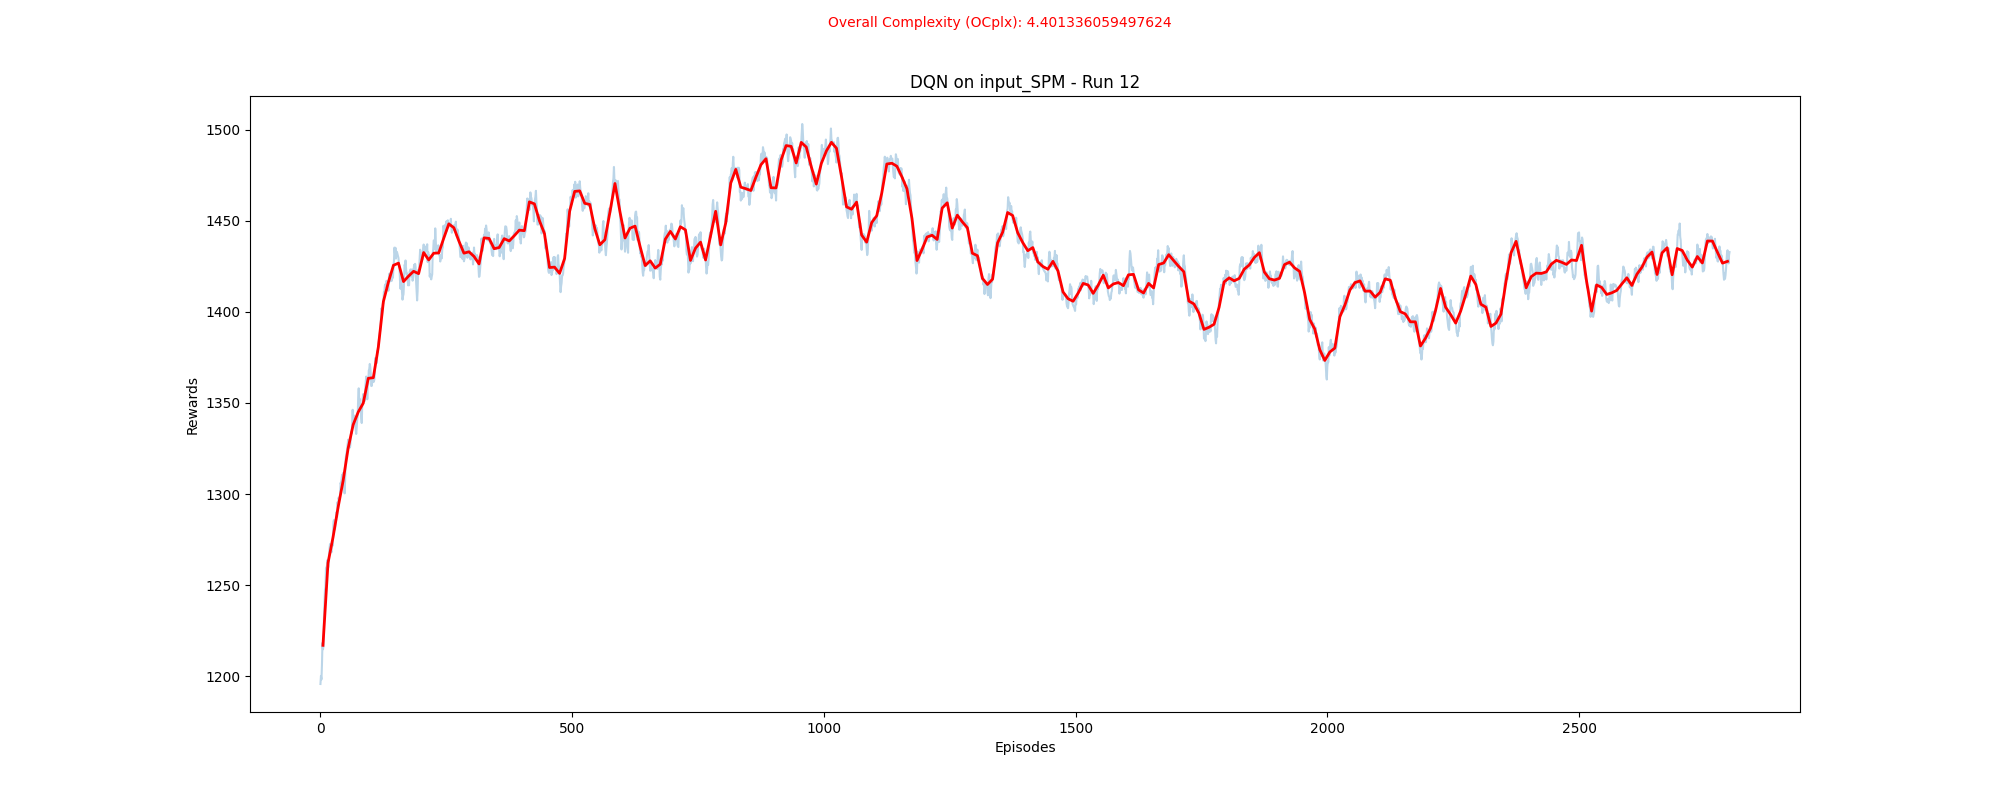 Overall Complexity (OCplx): 4.401336059497624
DQN on input_SPM - Run 12
1500
1450
1400
1350
1300
1250
1200
Rewards
0 500 1000 1500 2000 2500
Episodes